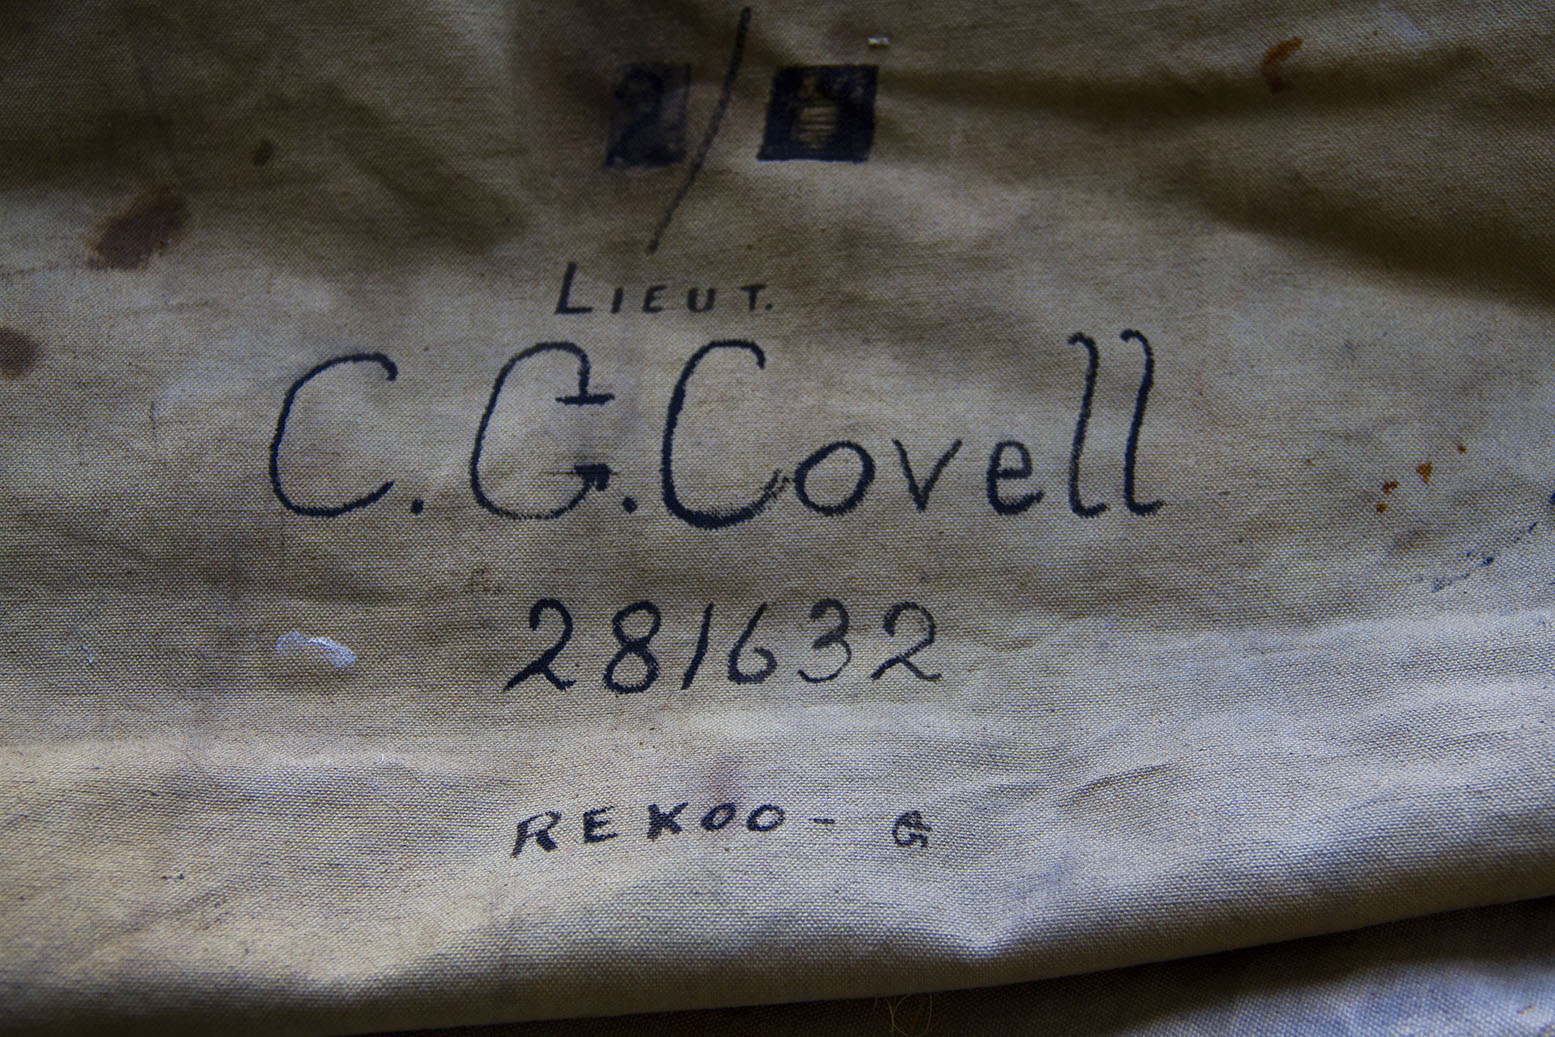 /
Lieut.
C. G. Covell
281632
REKOO - G